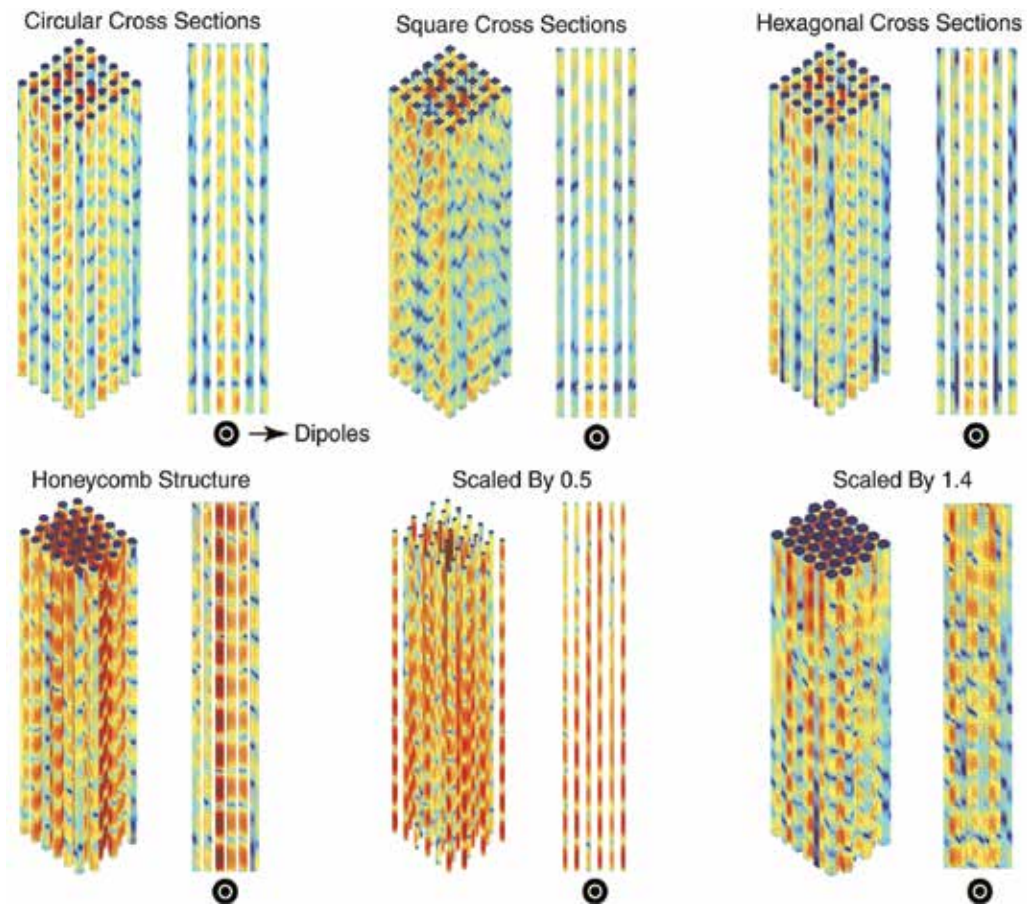 Circular Cross Sections
Square Cross Sections
Hexagonal Cross Sections
Dipoles
Honeycomb Structure
Scaled By 0.5
Scaled By 1.4